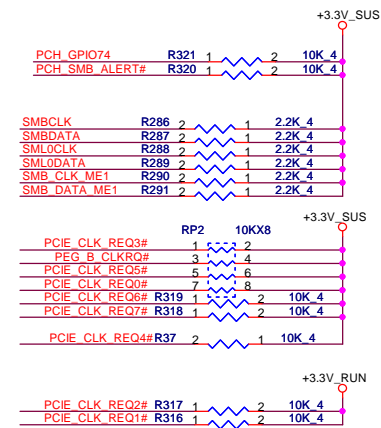 +3.3V_SUS
PCH_GPIO74 R321 1 2 10K_4
PCH_SMB_ALERT# R320 1 2 10K_4
SMBCLK R286 2 1 2.2K_4
SMBDATA R287 2 1 2.2K_4
SML0CLK R288 2 1 2.2K_4
SML0DATA R289 2 1 2.2K_4
SMB_CLK_ME1 R290 2 1 2.2K_4
SMB_DATA_ME1 R291 2 1 2.2K_4
+3.3V_SUS
RP2 10KX8
PCIE_CLK_REQ3# 1 2
PEG_B_CLKRQ# 3 4
PCIE_CLK_REQ5# 5 6
PCIE_CLK_REQ0# 7 8
PCIE_CLK_REQ6# R319 1 2 10K_4
PCIE_CLK_REQ7# R318 1 2 10K_4
PCIE_CLK_REQ4# R37 2 1 10K_4
+3.3V_RUN
PCIE_CLK_REQ2# R317 1 2 10K_4
PCIE_CLK_REQ1# R316 1 2 10K_4